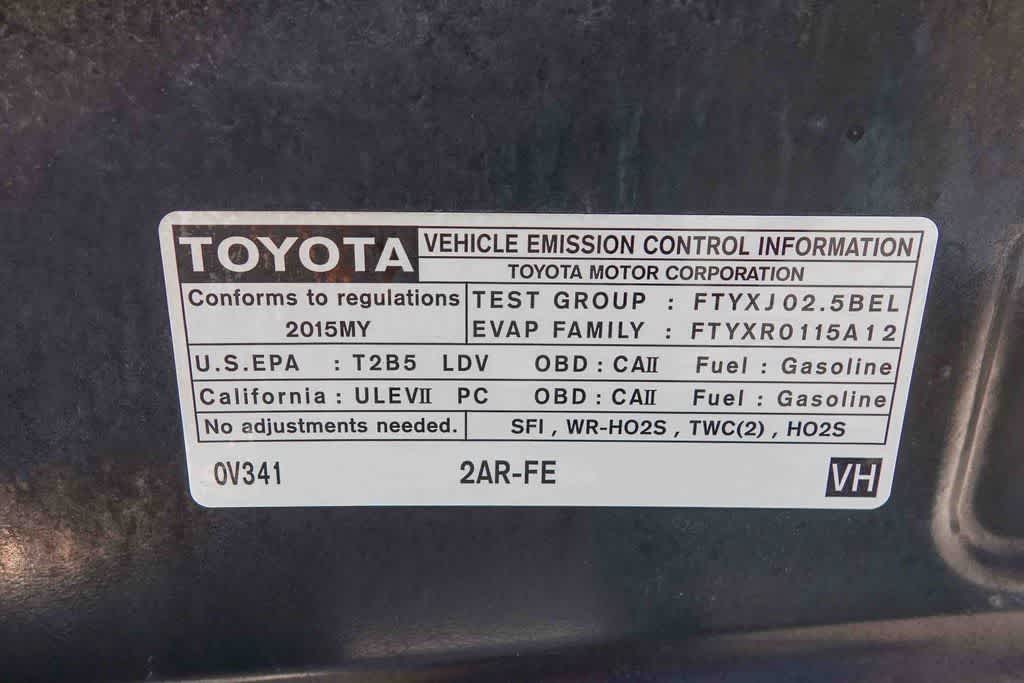 TOYOTA VEHICLE EMISSION CONTROL INFORMATION
TOYOTA MOTOR CORPORATION
Conforms to regulations TEST GROUP : FTYXJ02.5BEL
2015MY EVAP FAMILY : FTYXR0115A12
U.S.EPA : T2B5 LDV OBD : CAⅡ Fuel : Gasoline
California : ULEVⅡ PC OBD : CAⅡ Fuel : Gasoline
No adjustments needed. SFI , WR-HO2S , TWC(2) , HO2S
0V341 2AR-FE VH